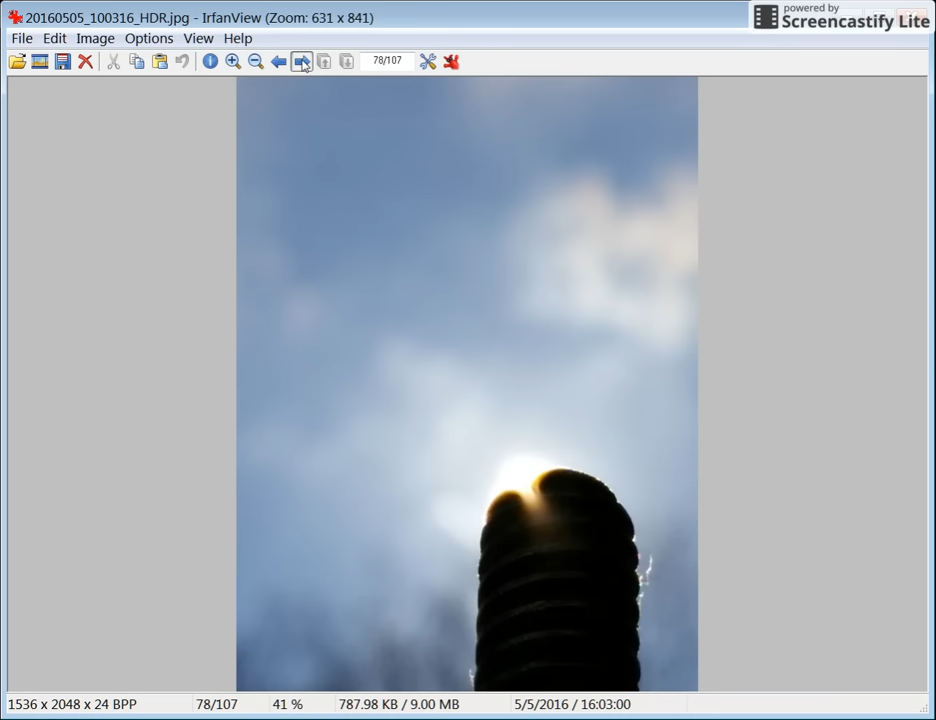 20160505_100316_HDR.jpg - IrfanView (Zoom: 631 x 841)
powered by
Screencastify Lite
File Edit Image Options View Help
78/107
1536 x 2048 x 24 BPP 78/107 41 % 787.98 KB / 9.00 MB 5/5/2016 / 16:03:00